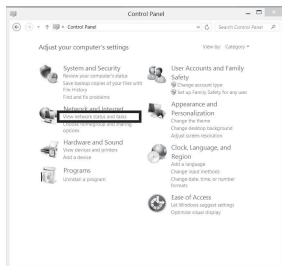 Control Panel
Control Panel
Search Control Panel
Adjust your computer's settings
View by: Category
System and Security
Review your computer's status
Save backup copies of your files with
File History
Find and fix problems
Network and Internet
View network status and tasks
Choose homegroup and sharing
options
Hardware and Sound
View devices and printers
Add a device
Programs
Uninstall a program
User Accounts and Family
Safety
Change account type
Set up Family Safety for any user
Appearance and
Personalization
Change the theme
Change desktop background
Adjust screen resolution
Clock, Language, and
Region
Add a language
Change input methods
Change date, time, or number
formats
Ease of Access
Let Windows suggest settings
Optimize visual display